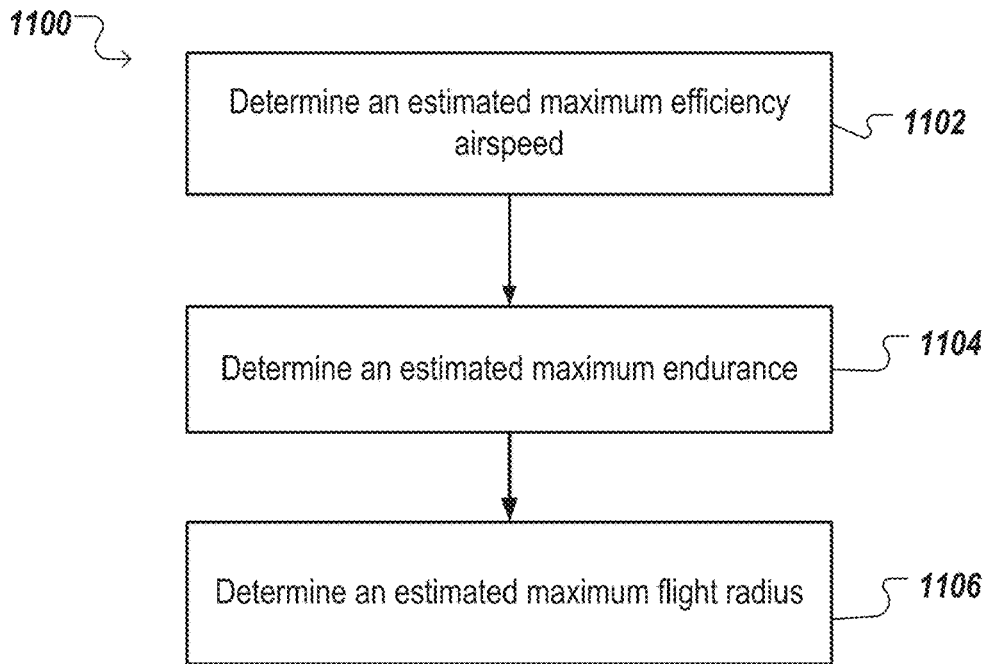 1100
Determine an estimated maximum efficiency
airspeed
1102
Determine an estimated maximum endurance
1104
Determine an estimated maximum flight radius
1106